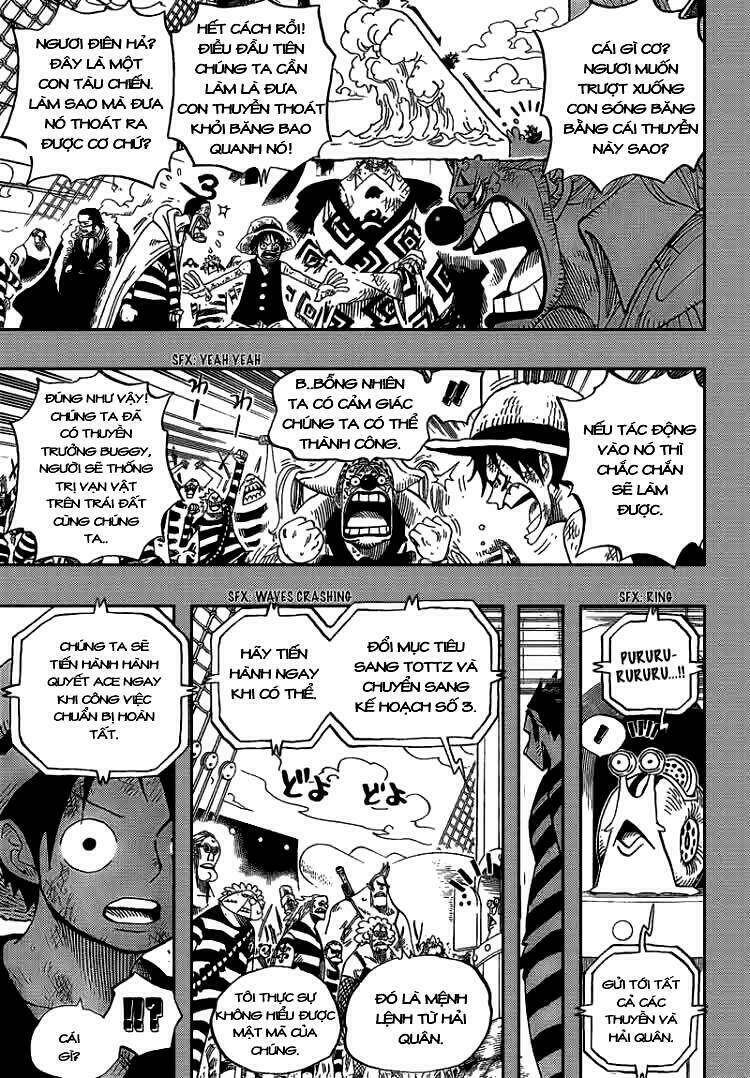 CÁI GÌ CƠ?
NGƯƠI MUỐN
TRƯỢT XUỐNG
CON SÓNG BĂNG
BẰNG CÁI THUYỀN
NÀY SAO?
HẾT CÁCH RỒI!
ĐIỀU ĐẦU TIÊN
CHÚNG TA CẦN
LÀM LÀ ĐƯA
CON THUYỀN THOÁT
KHỎI BĂNG BAO
QUANH NÓ!
NGƯƠI ĐIÊN HẢ?
ĐÂY LÀ MỘT
CON TÀU CHIẾN.
LÀM SAO MÀ ĐƯA
NÓ THOÁT RA
ĐƯỢC CƠ CHỨ?
3
SFX: YEAH YEAH
NẾU TÁC ĐỘNG
VÀO NÓ THÌ
CHẮC CHẮN
SẼ LÀM
ĐƯỢC.
!!
B..BỖNG NHIÊN
TA CÓ CẢM GIÁC
CHÚNG TA CÓ THỂ
THÀNH CÔNG.
ĐÚNG NHƯ VẬY!
CHÚNG TA ĐÃ
CÓ THUYỀN
TRƯỞNG BUGGY,
NGƯỜI SẼ THỐNG
TRỊ VẠN VẬT
TRÊN TRÁI ĐẤT
CÙNG CHÚNG
TA..
わー
わー
SFX: RING
PURURU-
RURURU...!!
!
GỬI TỚI TẤT
CẢ CÁC
THUYỀN VÀ
HẢI QUÂN.
SFX: WAVES CRASHING
ĐỔI MỤC TIÊU
SANG TOTTZ VÀ
CHUYỂN SANG
KẾ HOẠCH SỐ 3.
HÃY TIẾN
HÀNH NGAY
KHI CÓ THỂ.
どよ
どよ
ĐÓ LÀ MỆNH
LỆNH TỪ HẢI
QUÂN.
TÔI THỰC SỰ
KHÔNG HIỂU ĐƯỢC
MẬT MÃ CỦA
CHÚNG.
CHÚNG TA SẼ
TIẾN HÀNH HÀNH
QUYẾT ACE NGAY
KHI CÔNG VIỆC
CHUẨN BỊ HOÀN
TẤT.
!!?
CÁI
GÌ?